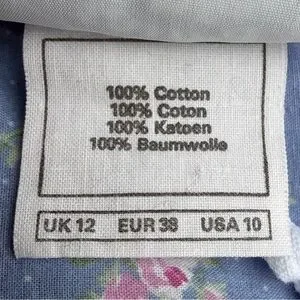 100% Cotton
100% Coton
100% Katoen
100% Baumwolle
UK 12 EUR 38 USA 10